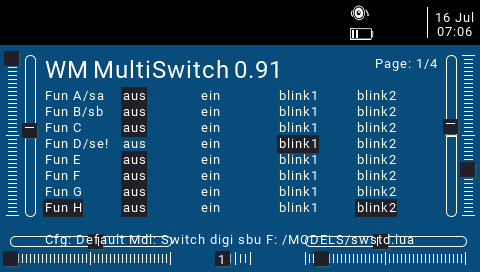 16 Jul
07:06
WM MultiSwitch 0.91
Page: 1/4
Fun A/sa aus ein blink1 blink2
Fun B/sb aus ein blink1 blink2
Fun C aus ein blink1 blink2
Fun D/se! aus ein blink1 blink2
Fun E aus ein blink1 blink2
Fun F aus ein blink1 blink2
Fun G aus ein blink1 blink2
Fun H aus ein blink1 blink2
Cfg: Default Mdl: Switch digi sbu F: /MODELS/swstd.lua
1